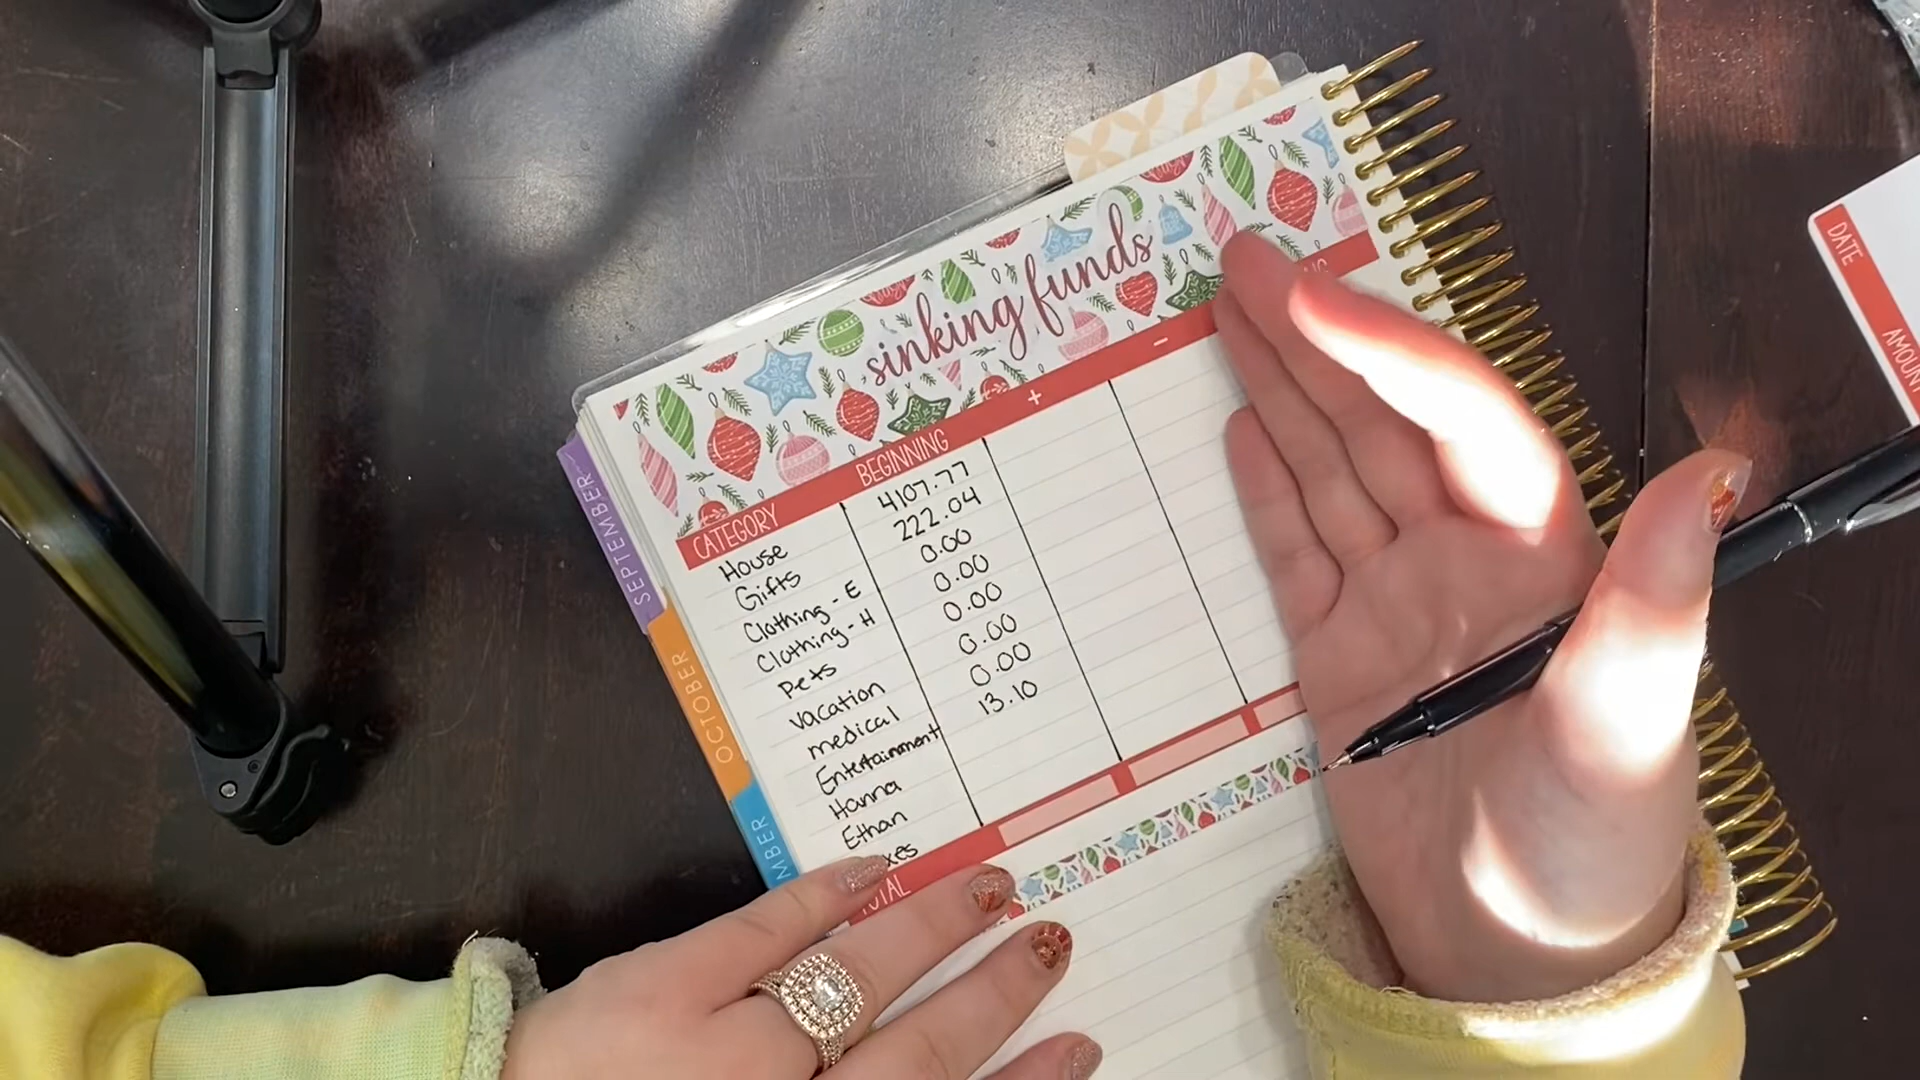 sinking funds
CATEGORY BEGINNING + -
House 4107.77
Gifts 222.04
Clothing - E 0.00
Clothing - H 0.00
Pets 0.00
vacation 0.00
medical 0.00
Entertainment 13.10
Hanna
Ethan
SEPTEMBER
OCTOBER
DATE